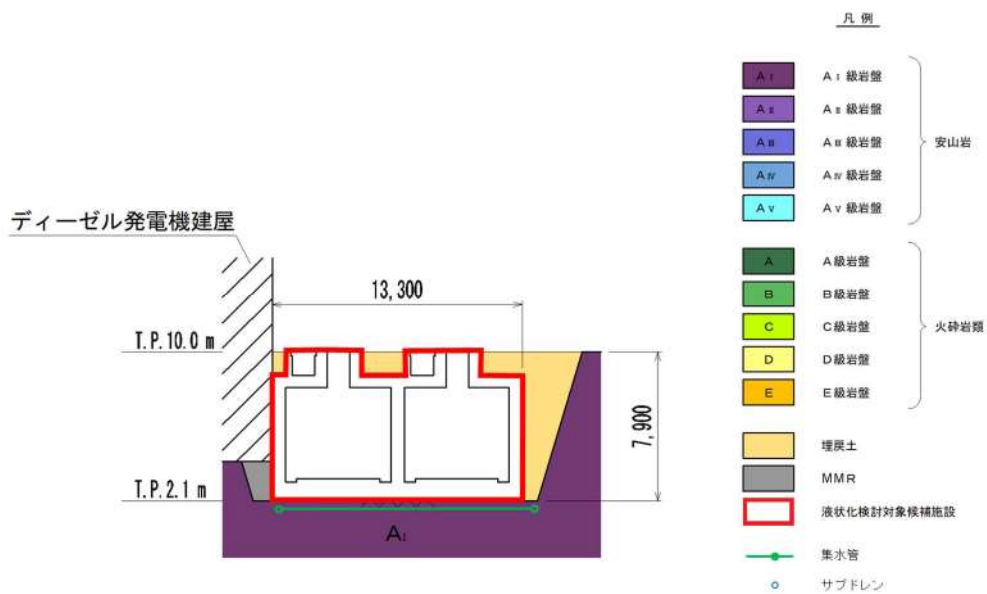 凡例
AⅠ AⅠ級岩盤
AⅡ AⅡ級岩盤
AⅢ AⅢ級岩盤
AⅣ AⅣ級岩盤
AⅤ AⅤ級岩盤
安山岩
A A級岩盤
B B級岩盤
C C級岩盤
D D級岩盤
E E級岩盤
火砕岩類
埋戻土
MMR
液状化検討対象候補施設
集水管
サブドレン
ディーゼル発電機建屋
13,300
T.P.10.0 m
7,900
T.P.2.1 m
AⅠ